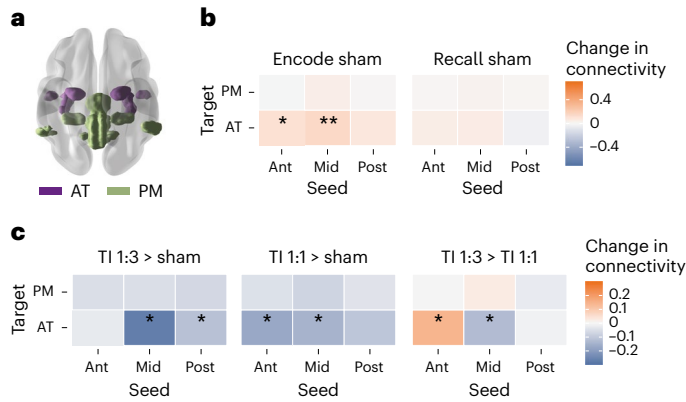 a
AT PM
b
Encode sham Recall sham
Target
PM
AT * **
Ant Mid Post Ant Mid Post
Seed Seed
Change in
connectivity
0.4
0
−0.4
c
TI 1:3 > sham TI 1:1 > sham TI 1:3 > TI 1:1
Target
PM
AT * * * * * *
Ant Mid Post Ant Mid Post Ant Mid Post
Seed Seed Seed
Change in
connectivity
0.2
0.1
0
−0.1
−0.2